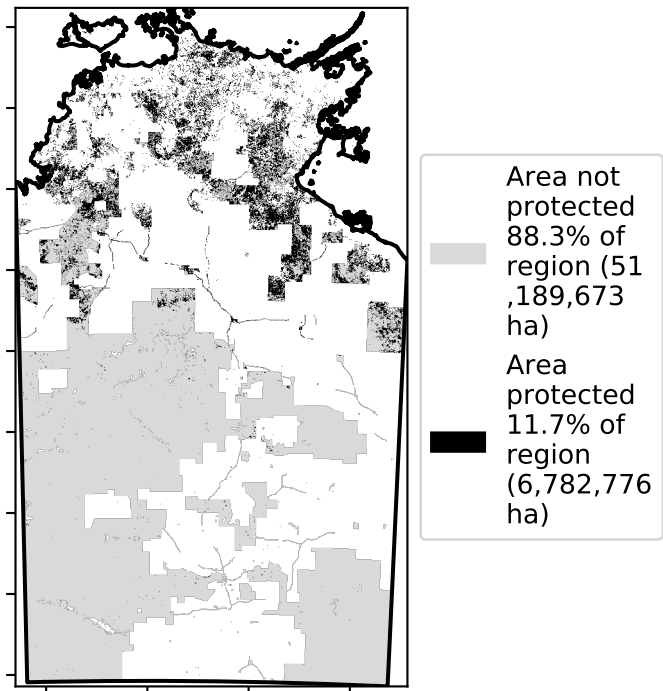 Area not
protected
88.3% of
region (51
,189,673
ha)
Area
protected
11.7% of
region
(6,782,776
ha)